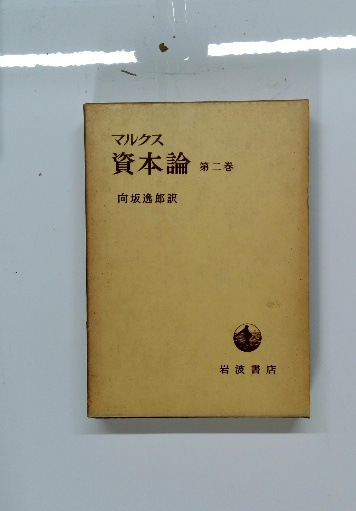 マルクス
資本論 第二巻
向坂逸郎訳
岩波書店